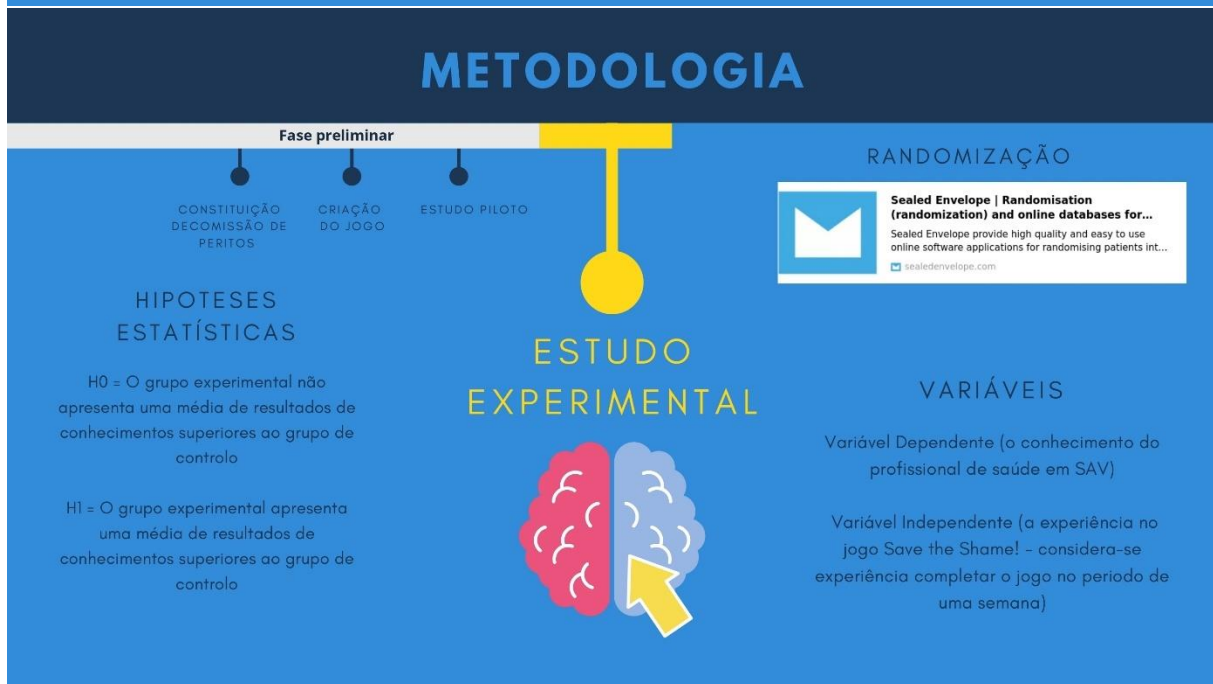 METODOLOGIA
Fase preliminar
CONSTITUIÇÃO
DECOMISSÃO DE
PERITOS
CRIAÇÃO
DO JOGO
ESTUDO PILOTO
RANDOMIZAÇÃO
Sealed Envelope | Randomisation
(randomization) and online databases for...
Sealed Envelope provide high quality and easy to use
online software applications for randomising patients int...
sealedenvelope.com
HIPOTESES
ESTATÍSTICAS
H0 = O grupo experimental não
apresenta uma média de resultados de
conhecimentos superiores ao grupo de
controlo
H1 = O grupo experimental apresenta
uma média de resultados de
conhecimentos superiores ao grupo de
controlo
ESTUDO
EXPERIMENTAL
VARIÁVEIS
Variável Dependente (o conhecimento do
profissional de saúde em SAV)
Variável Independente (a experiência no
jogo Save the Shame! - considera-se
experiência completar o jogo no periodo de
uma semana)